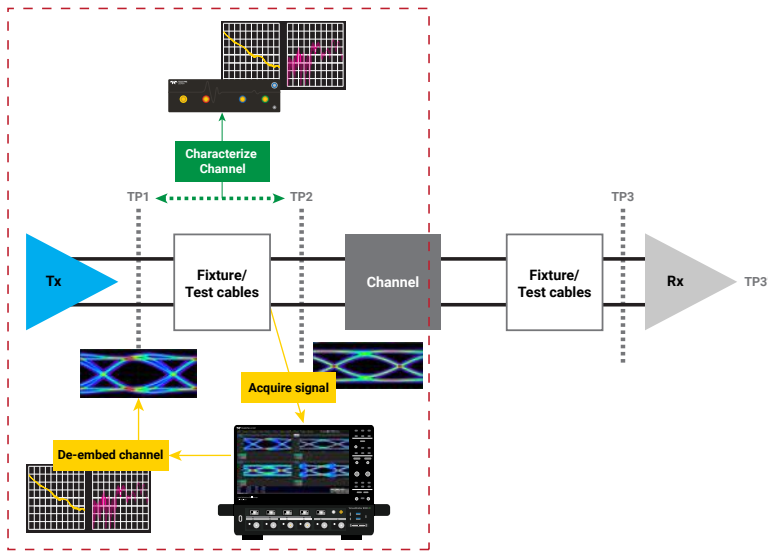 Characterize
Channel
TP1
TP2
TP3
Tx
Fixture/
Test cables
Channel
Fixture/
Test cables
Rx
TP3
Acquire signal
De-embed channel